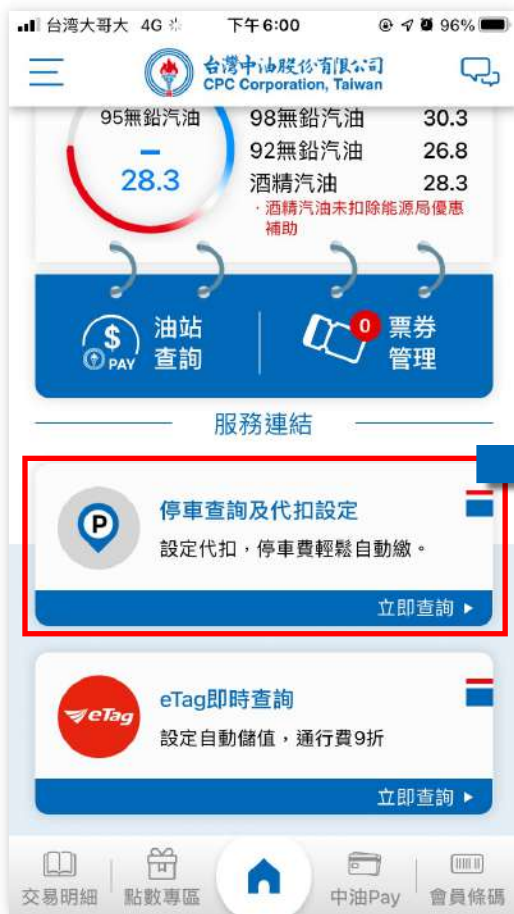 台湾大哥大 4G 下午6:00 96%
台灣中油股份有限公司
CPC Corporation, Taiwan
95無鉛汽油
28.3
98無鉛汽油 30.3
92無鉛汽油 26.8
酒精汽油 28.3
·酒精汽油未扣除能源局優惠
補助
$
PAY
油站
查詢
0
票券
管理
服務連結
P
停車查詢及代扣設定
設定代扣,停車費輕鬆自動繳。
立即查詢
eTag
eTag即時查詢
設定自動儲值,通行費9折
立即查詢
交易明細 點數專區 中油Pay 會員條碼